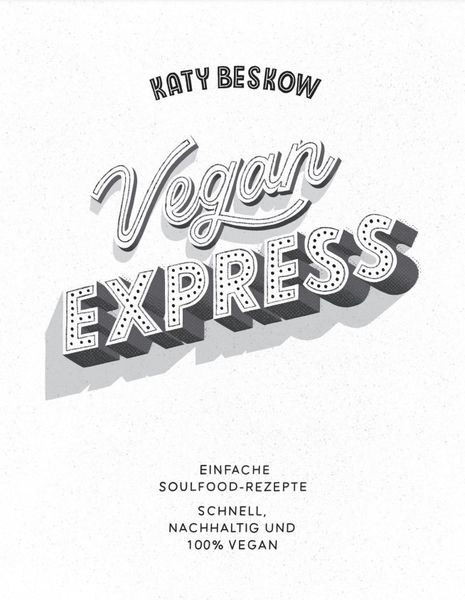 KATY BESKOW
Vegan
EXPRESS
EINFACHE
SOULFOOD-REZEPTE
SCHNELL,
NACHHALTIG UND
100% VEGAN